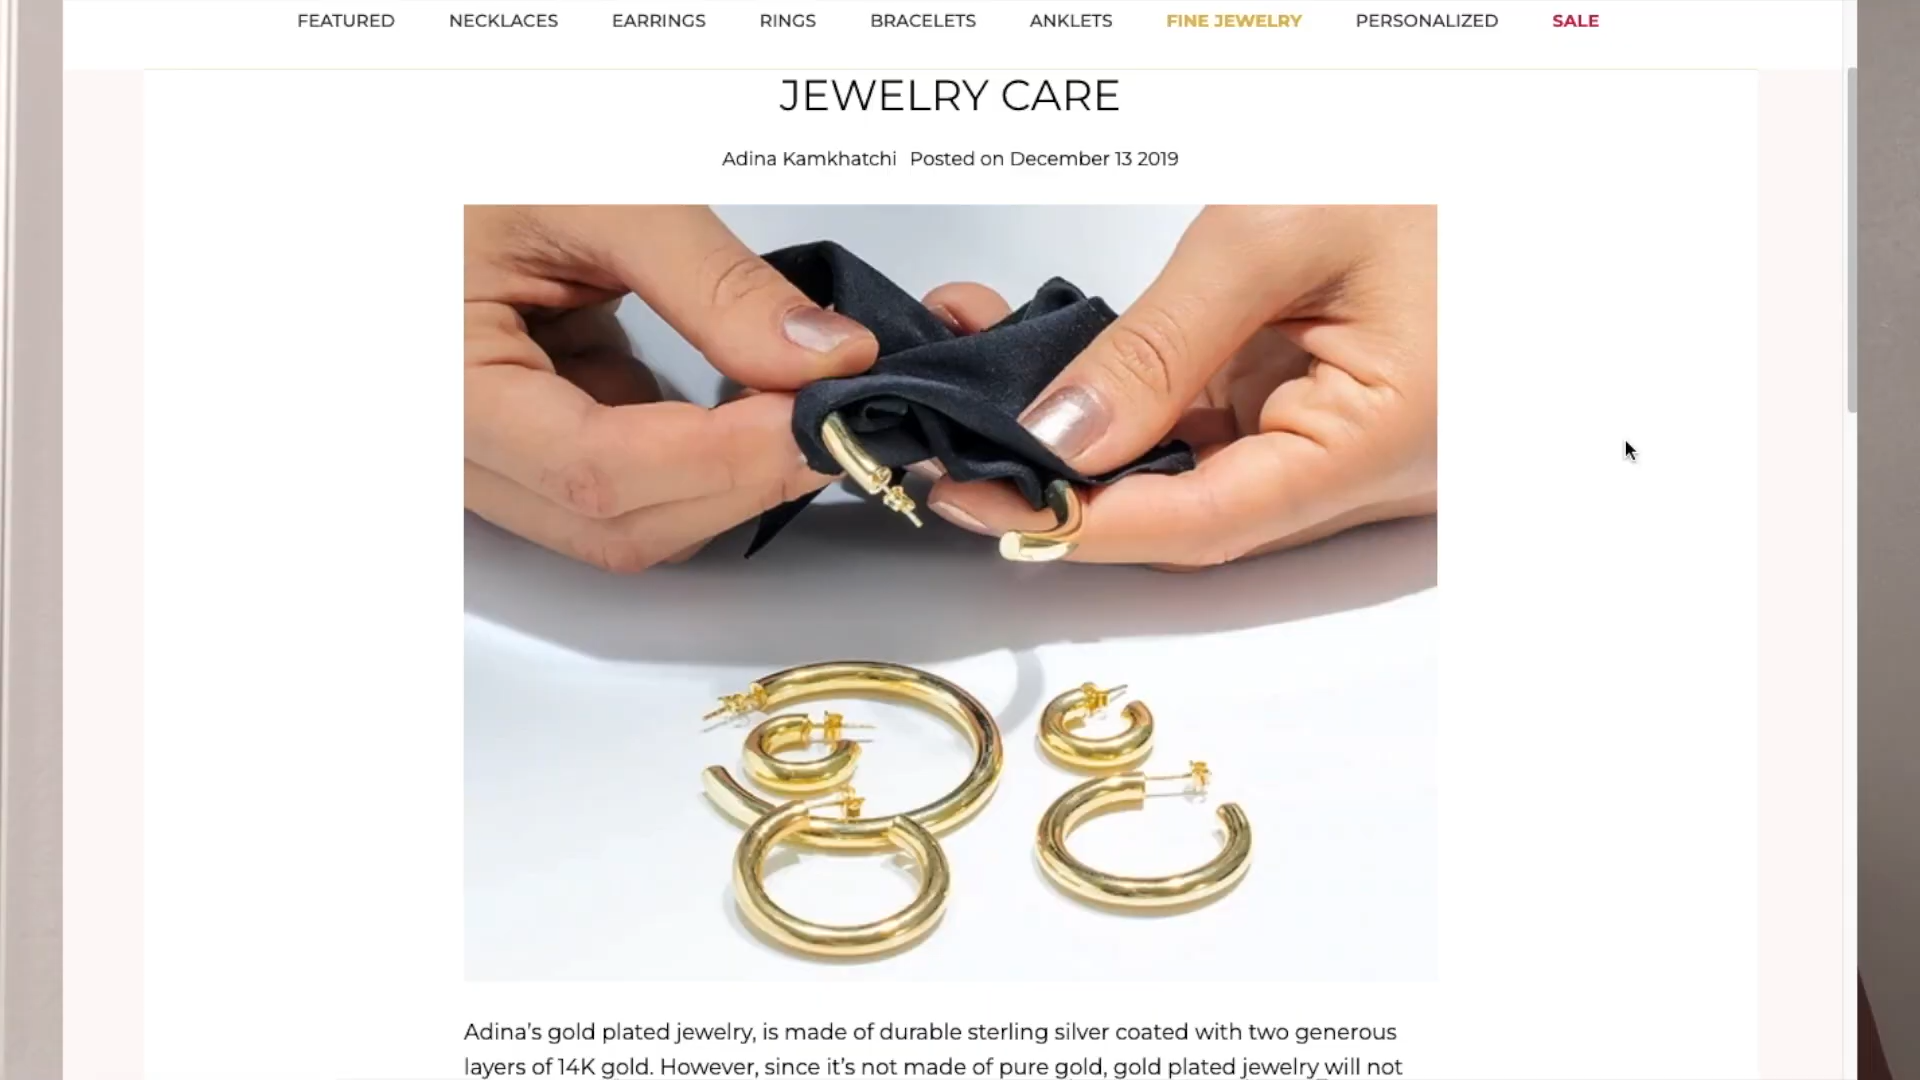 FEATURED NECKLACES EARRINGS RINGS BRACELETS ANKLETS FINE JEWELRY PERSONALIZED SALE
JEWELRY CARE
Adina Kamkhatchi Posted on December 13 2019
Adina’s gold plated jewelry, is made of durable sterling silver coated with two generous
layers of 14K gold. However, since it’s not made of pure gold, gold plated jewelry will not